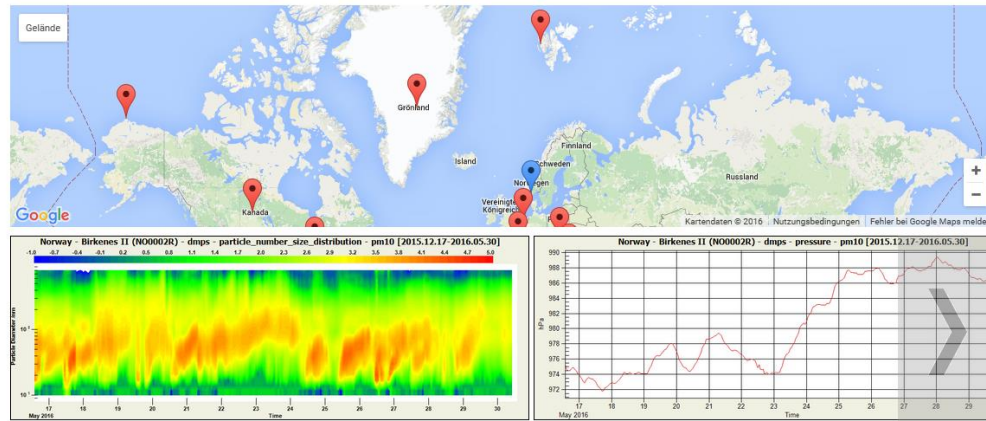 Gelände
Grönland
Island
Finnland
Schweden
Norwegen
Russland
Vereinigtes
Königreich
Kanada
+
−
Google
Kartendaten © 2016
Nutzungsbedingungen
Fehler bei Google Maps melde
Norway - Birkenes II (NO0002R) - dmps - particle_number_size_distribution - pm10 [2015.12.17-2016.05.30]
-1.0 -0.4 -0.1 0.2 0.5 0.8 1.1 1.4 1.7 2.0 2.3 2.6 2.9 3.2 3.5 3.8 4.1 4.4 4.7 5.0
Particle Diameter mm
17 18 19 20 21 22 23 24 25 26 27 28 29 30
May 2016
Time
Norway - Birkenes II (NO0002R) - dmps - pressure - pm10 [2015.12.17-2016.05.30]
hPa
990
988
986
984
982
980
978
976
974
972
17 18 19 20 21 22 23 24 25 26 27 28 29
May 2016
Time